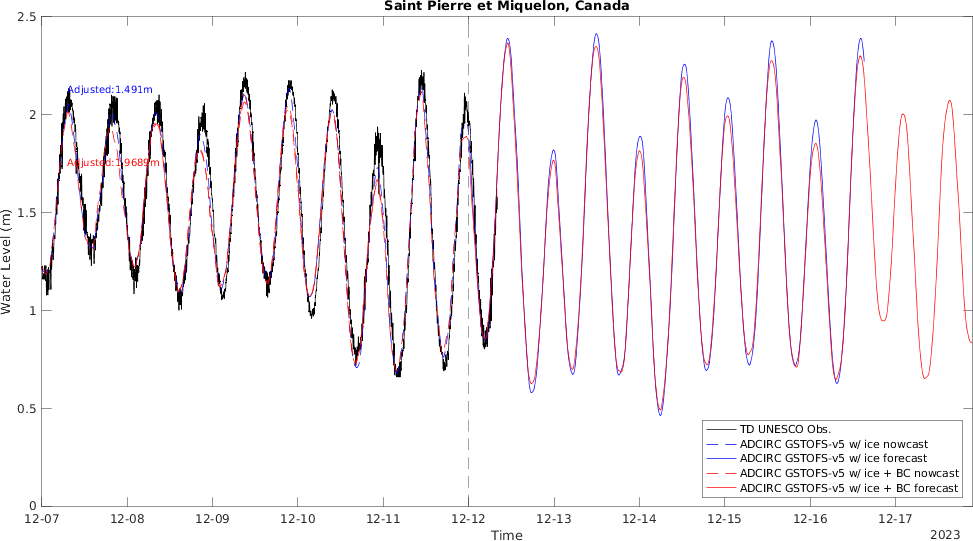 Saint Pierre et Miquelon, Canada
2.5
2
1.5
1
0.5
0
Water Level (m)
Adjusted:1.491m
Adjusted:1.9689m
TD UNESCO Obs.
ADCIRC GSTOFS-v5 w/ ice nowcast
ADCIRC GSTOFS-v5 w/ ice forecast
ADCIRC GSTOFS-v5 w/ ice + BC nowcast
ADCIRC GSTOFS-v5 w/ ice + BC forecast
12-07 12-08 12-09 12-10 12-11 12-12 12-13 12-14 12-15 12-16 12-17
Time
2023